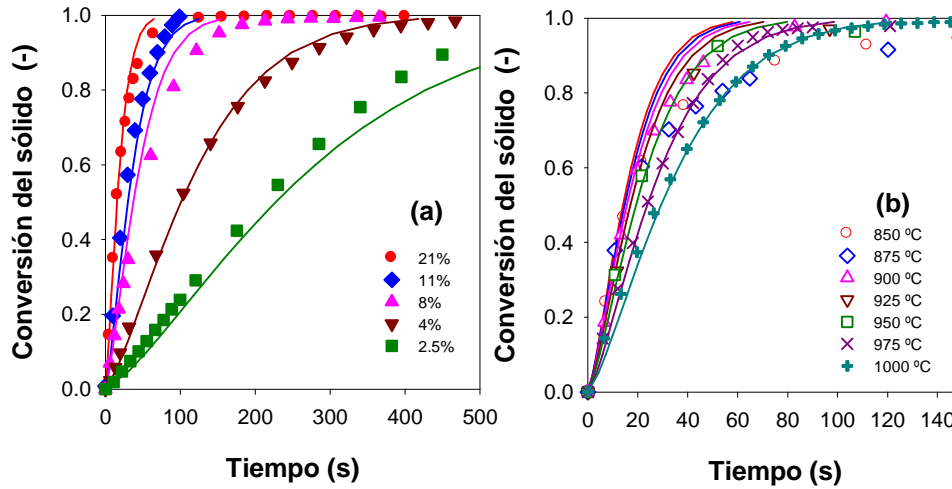 Conversión del sólido (-)
1.0
0.8
0.6
0.4
0.2
0.0
0 100 200 300 400 500
Tiempo (s)
(a)
21%
11%
8%
4%
2.5%
Conversión del sólido (-)
1.0
0.8
0.6
0.4
0.2
0.0
0 20 40 60 80 100 120
Tiempo (s)
(b)
850 ºC
875 ºC
900 ºC
925 ºC
950 ºC
975 ºC
1000 ºC